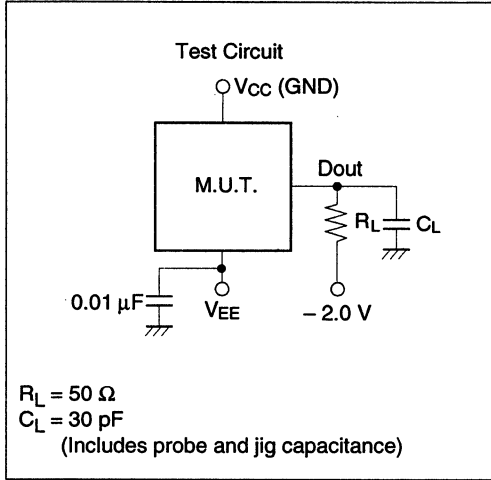 Test Circuit
VCC (GND)
M.U.T.
Dout
RL
CL
0.01 μF
VEE
– 2.0 V
RL = 50 Ω
CL = 30 pF
(Includes probe and jig capacitance)